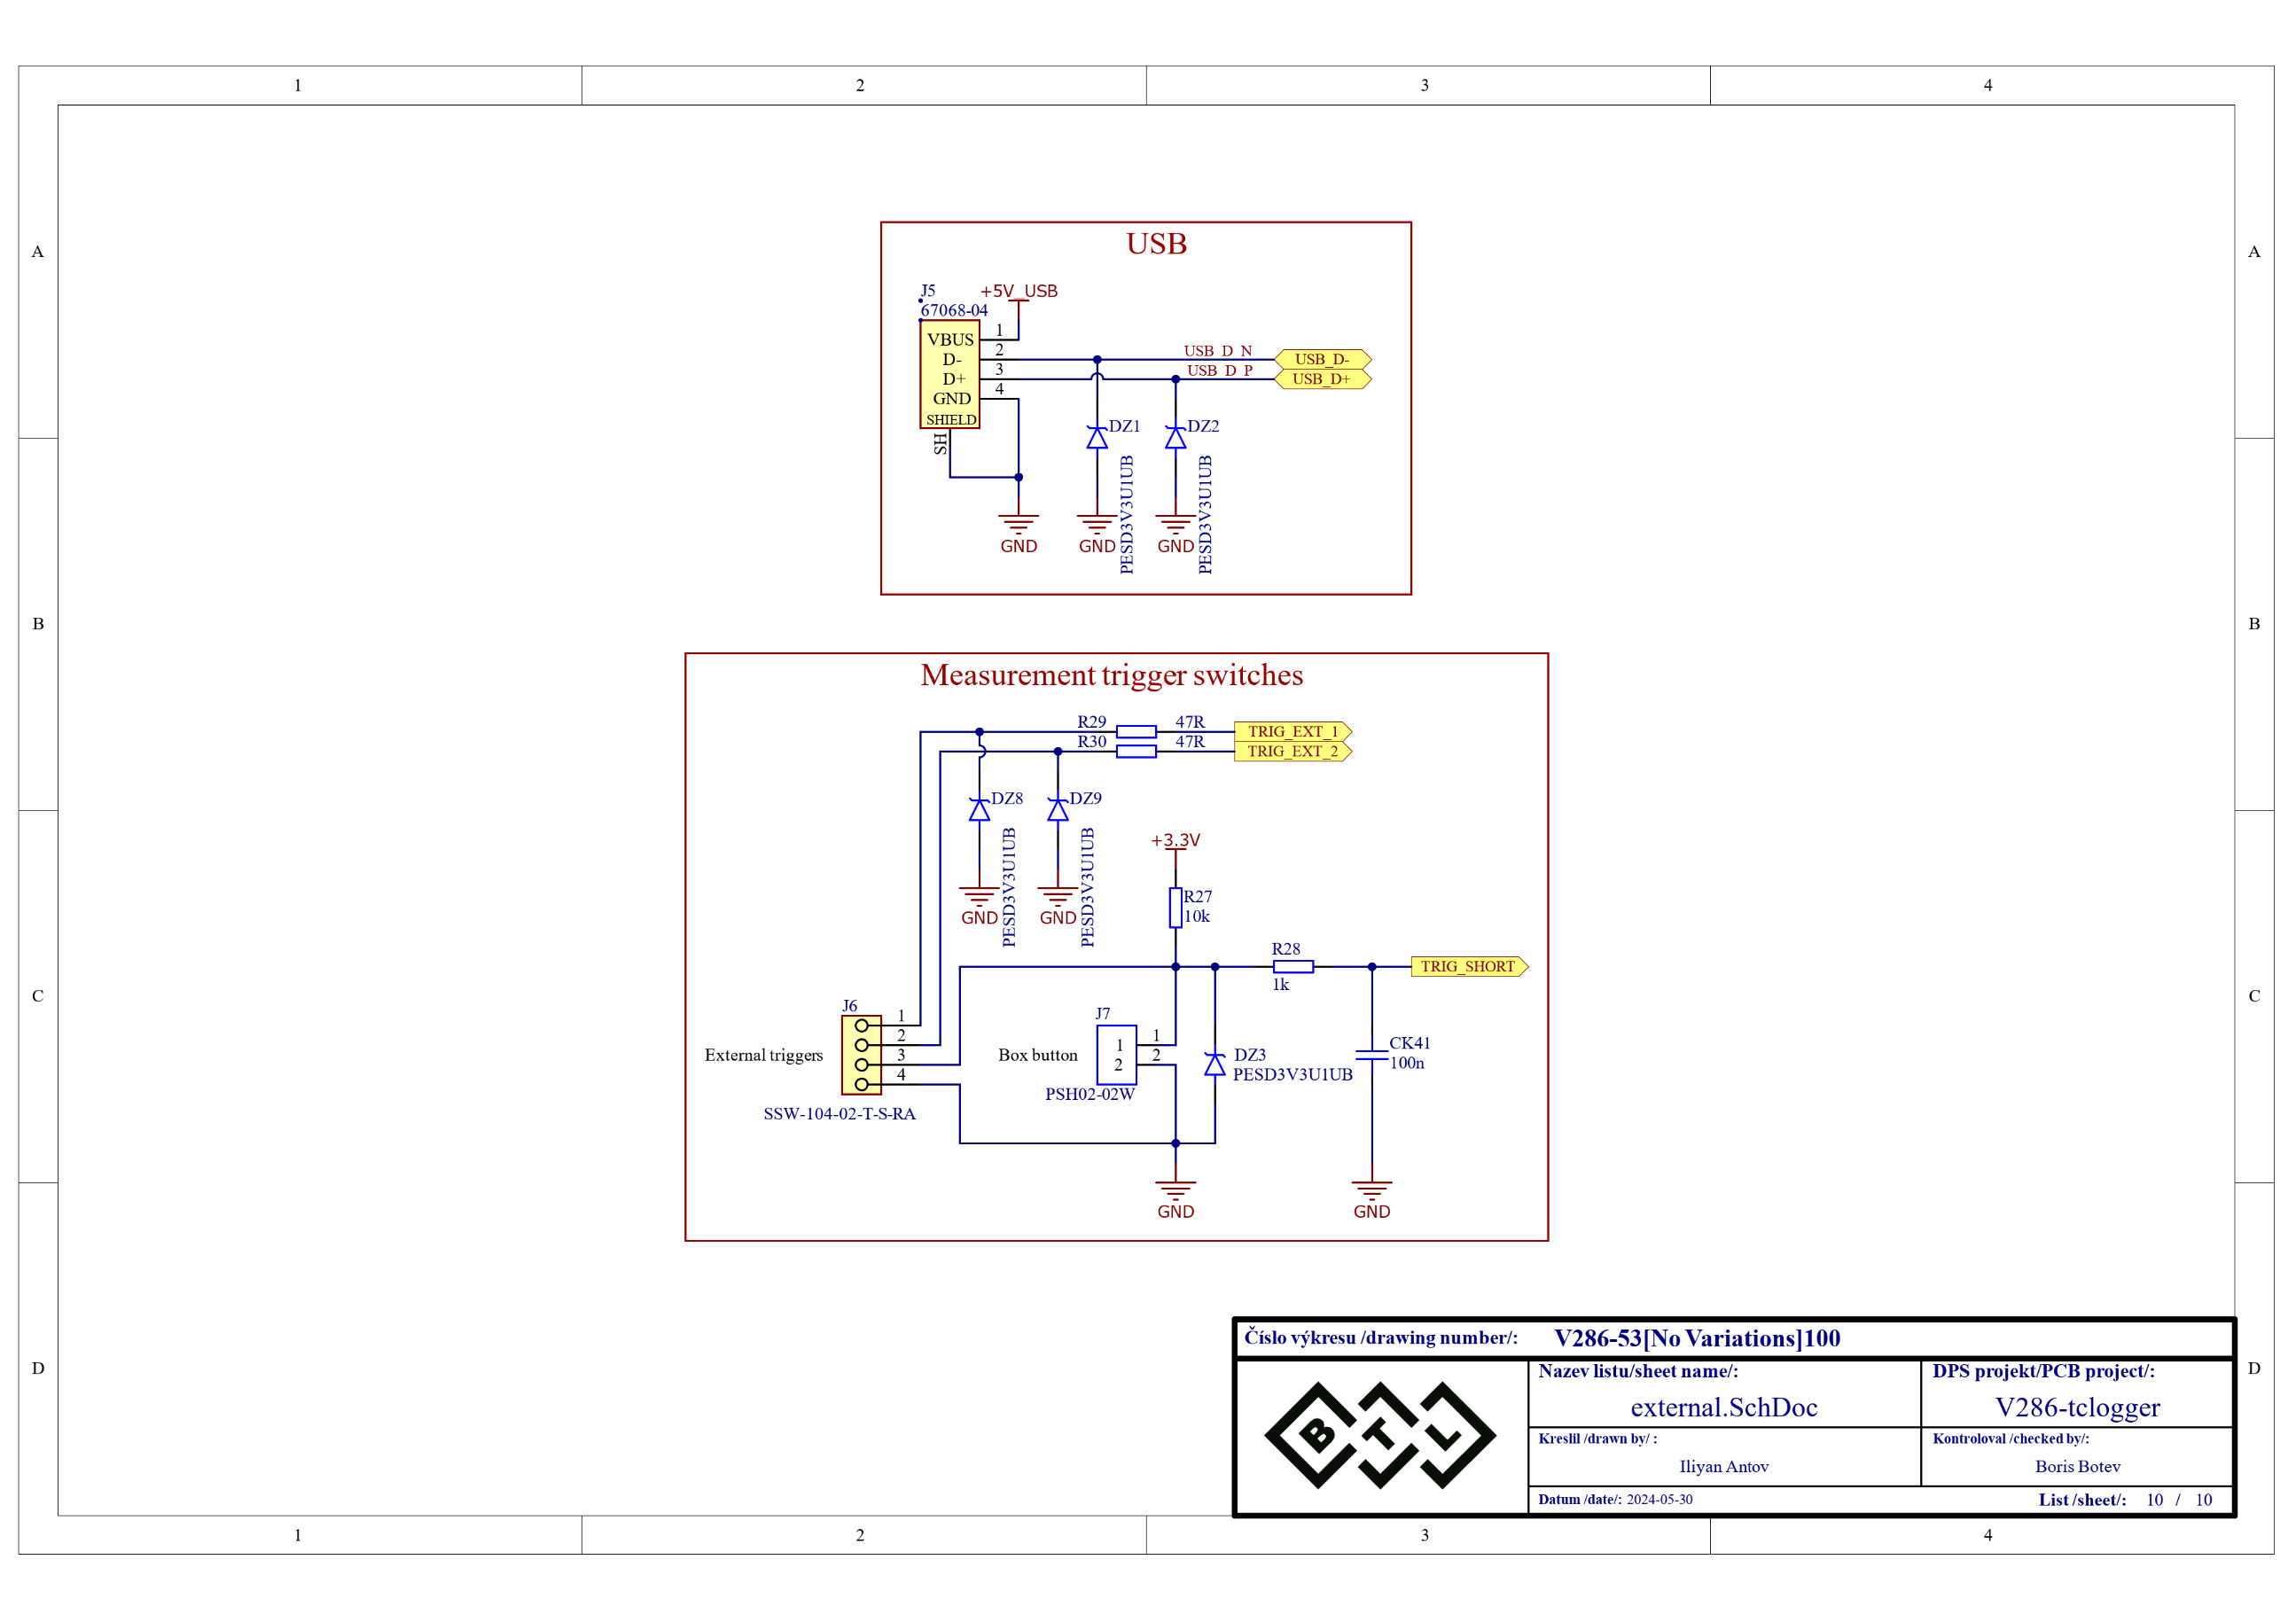 1 2 3 4
A A
USB
J5
67068-04
+5V_USB
VBUS 1
D- 2
D+ 3
GND 4
SHIELD
SH
USB_D_N USB_D-
USB_D_P USB_D+
DZ1
PESD3V3U1UB
DZ2
PESD3V3U1UB
GND GND GND
B B
Measurement trigger switches
R29 47R TRIG_EXT_1
R30 47R TRIG_EXT_2
DZ8
PESD3V3U1UB
DZ9
PESD3V3U1UB
GND GND
+3.3V
R27
10k
R28
1k
TRIG_SHORT
C C
J6
1
2
3
4
External triggers
SSW-104-02-T-S-RA
J7
1 1
2 2
Box button
PSH02-02W
DZ3
PESD3V3U1UB
CK41
100n
GND GND
D D
Číslo výkresu /drawing number/: V286-53[No Variations]100
BTL
Nazev listu/sheet name/:
external.SchDoc
DPS projekt/PCB project/:
V286-tclogger
Kreslil /drawn by/ :
Iliyan Antov
Kontroloval /checked by/:
Boris Botev
Datum /date/: 2024-05-30
List /sheet/: 10 / 10
1 2 3 4